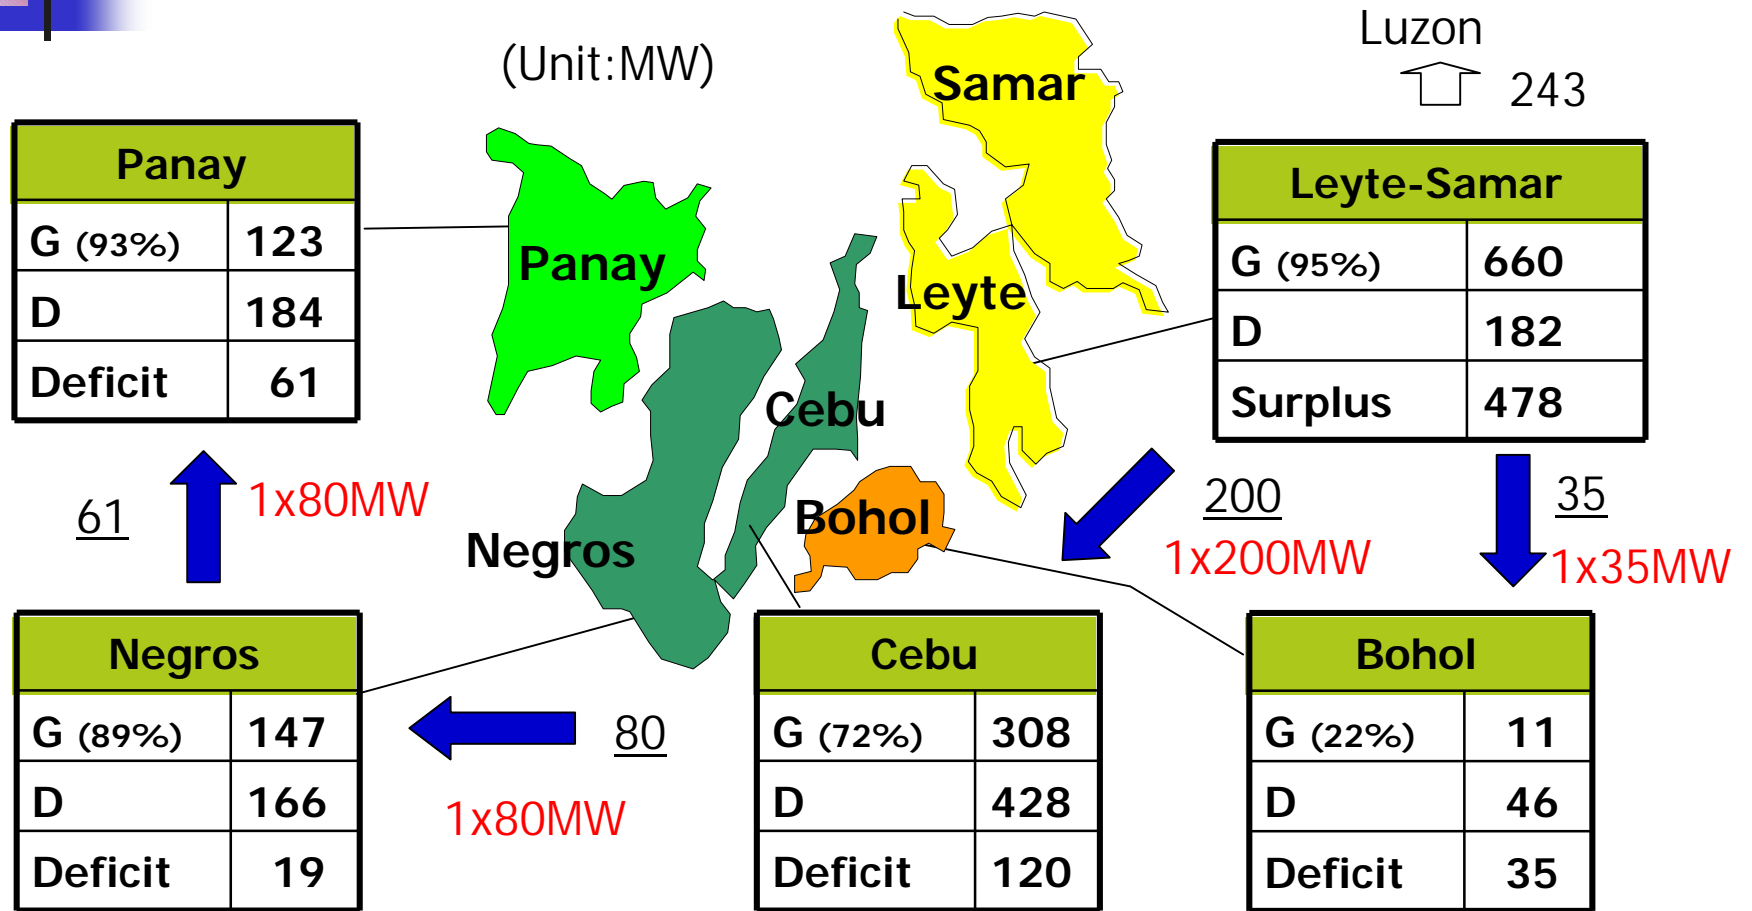 (Unit:MW)
Luzon
243
Samar
Panay
G (93%) 123
D 184
Deficit 61
Panay
Leyte
Leyte-Samar
G (95%) 660
D 182
Surplus 478
Cebu
Bohol
Negros
61
1x80MW
200
1x200MW
35
1x35MW
Negros
G (89%) 147
D 166
Deficit 19
80
1x80MW
Cebu
G (72%) 308
D 428
Deficit 120
Bohol
G (22%) 11
D 46
Deficit 35